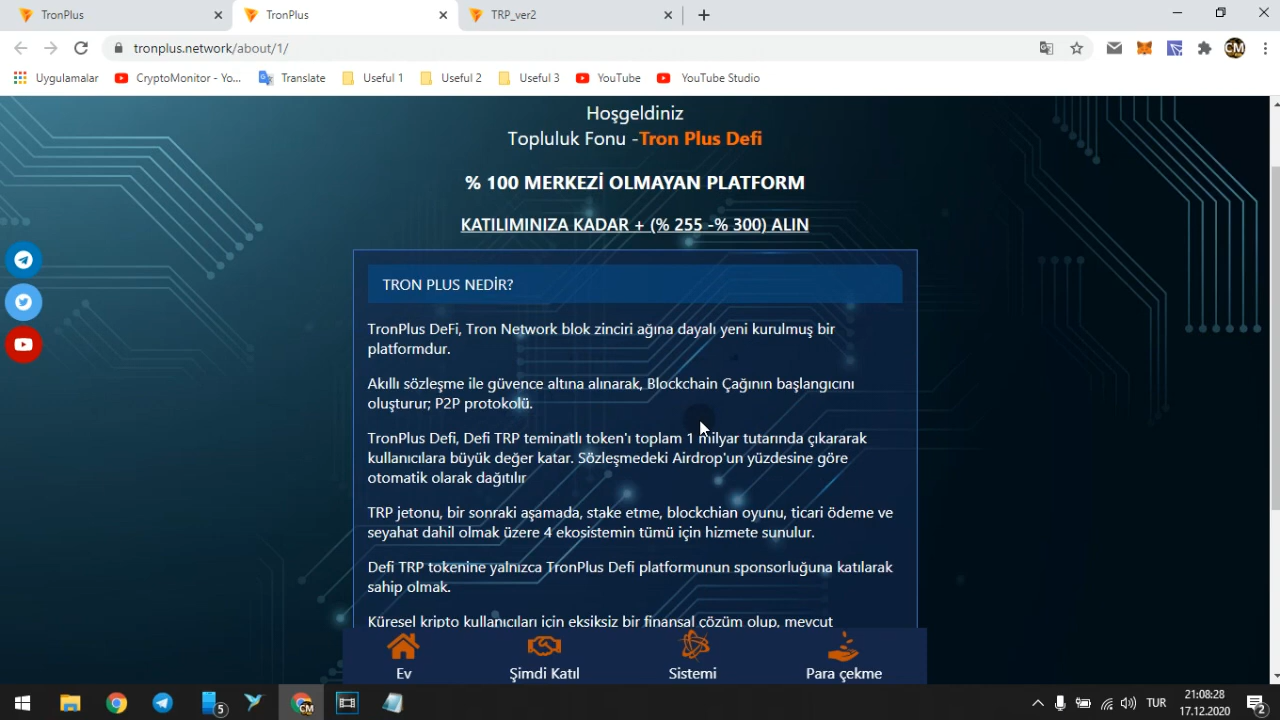 TronPlus
TronPlus
TRP_ver2
tronplus.network/about/1/
CM
Uygulamalar
CryptoMonitor - Yo...
Translate
Useful 1
Useful 2
Useful 3
YouTube
YouTube Studio
Hoşgeldiniz
Topluluk Fonu -Tron Plus Defi
% 100 MERKEZİ OLMAYAN PLATFORM
KATILIMINIZA KADAR + (% 255 -% 300) ALIN
TRON PLUS NEDİR?
TronPlus DeFi, Tron Network blok zinciri ağına dayalı yeni kurulmuş bir
platformdur.
Akıllı sözleşme ile güvence altına alınarak, Blockchain Çağının başlangıcını
oluşturur; P2P protokolü.
TronPlus Defi, Defi TRP teminatlı token'ı toplam 1 milyar tutarında çıkararak
kullanıcılara büyük değer katar. Sözleşmedeki Airdrop'un yüzdesine göre
otomatik olarak dağıtılır
TRP jetonu, bir sonraki aşamada, stake etme, blockchian oyunu, ticari ödeme ve
seyahat dahil olmak üzere 4 ekosistemin tümü için hizmete sunulur.
Defi TRP tokenine yalnızca TronPlus Defi platformunun sponsorluğuna katılarak
sahip olmak.
Küresel kripto kullanıcıları için eksiksiz bir finansal çözüm olup, mevcut
Ev
Şimdi Katıl
Sistemi
Para çekme
5
CM
TUR
21:08:28
17.12.2020
2